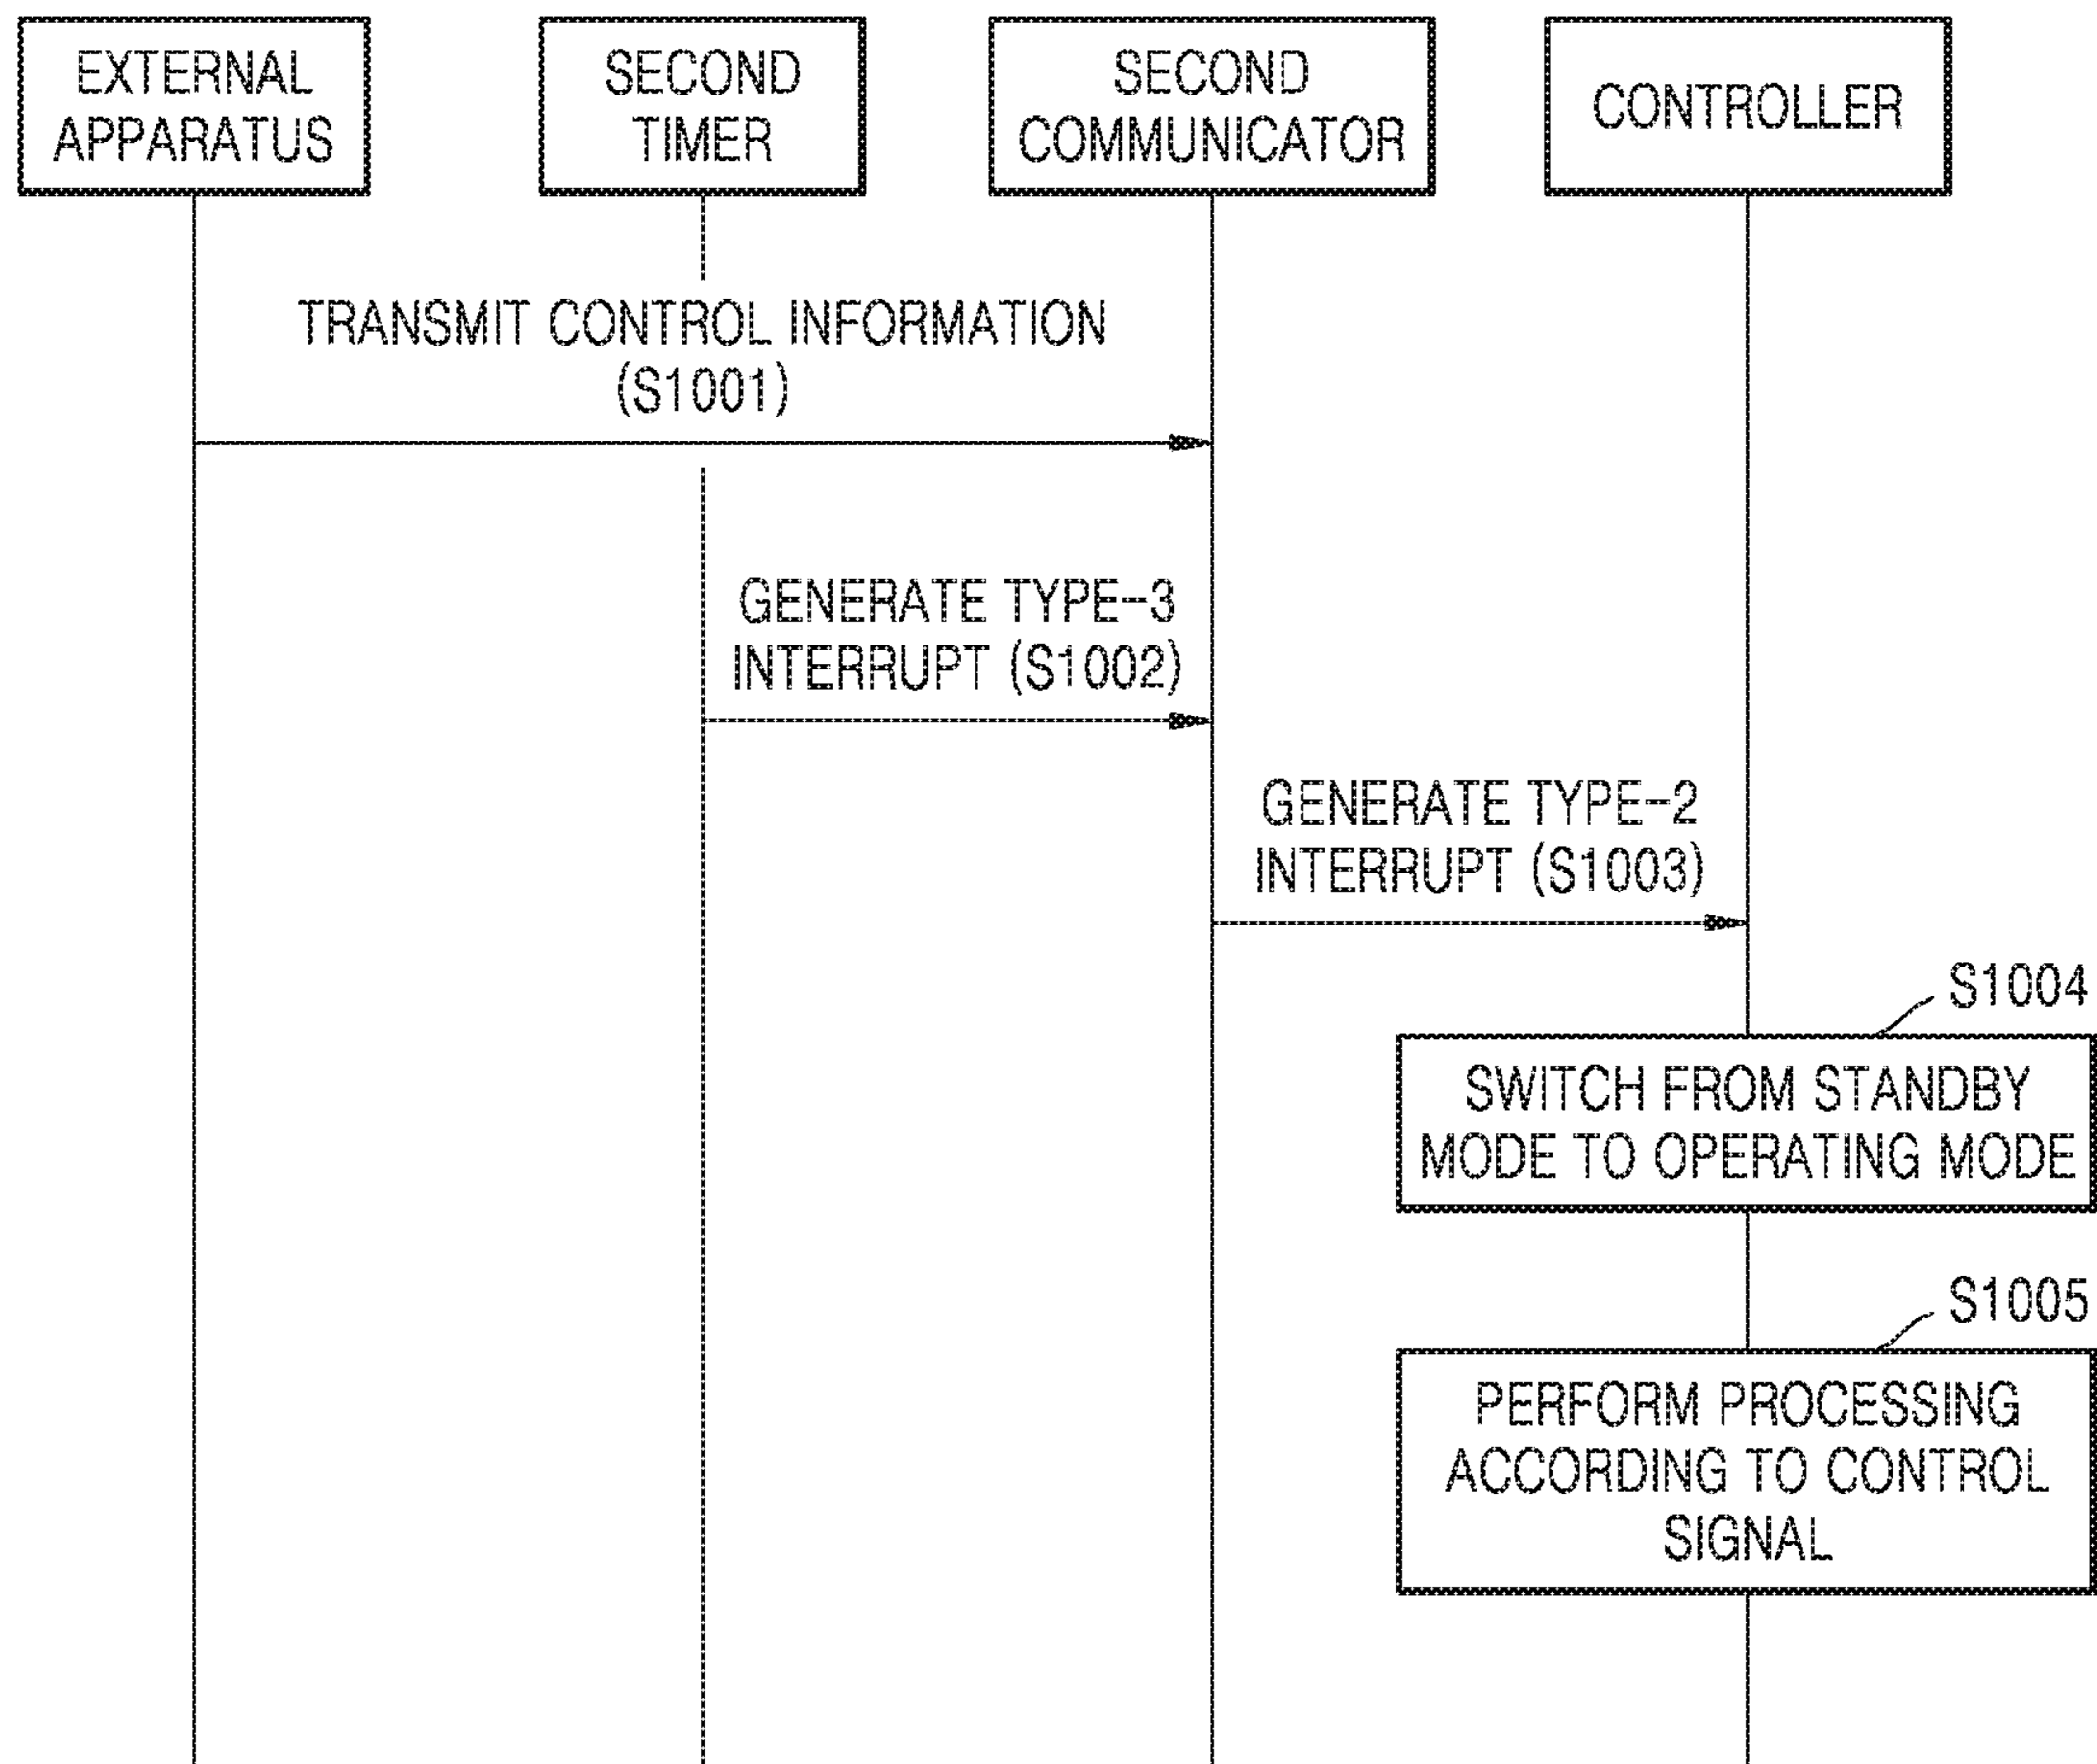 EXTERNAL
APPARATUS
SECOND
TIMER
SECOND
COMMUNICATOR
CONTROLLER
TRANSMIT CONTROL INFORMATION
(S1001)
GENERATE TYPE-3
INTERRUPT (S1002)
GENERATE TYPE-2
INTERRUPT (S1003)
S1004
SWITCH FROM STANDBY
MODE TO OPERATING MODE
S1005
PERFORM PROCESSING
ACCORDING TO CONTROL
SIGNAL